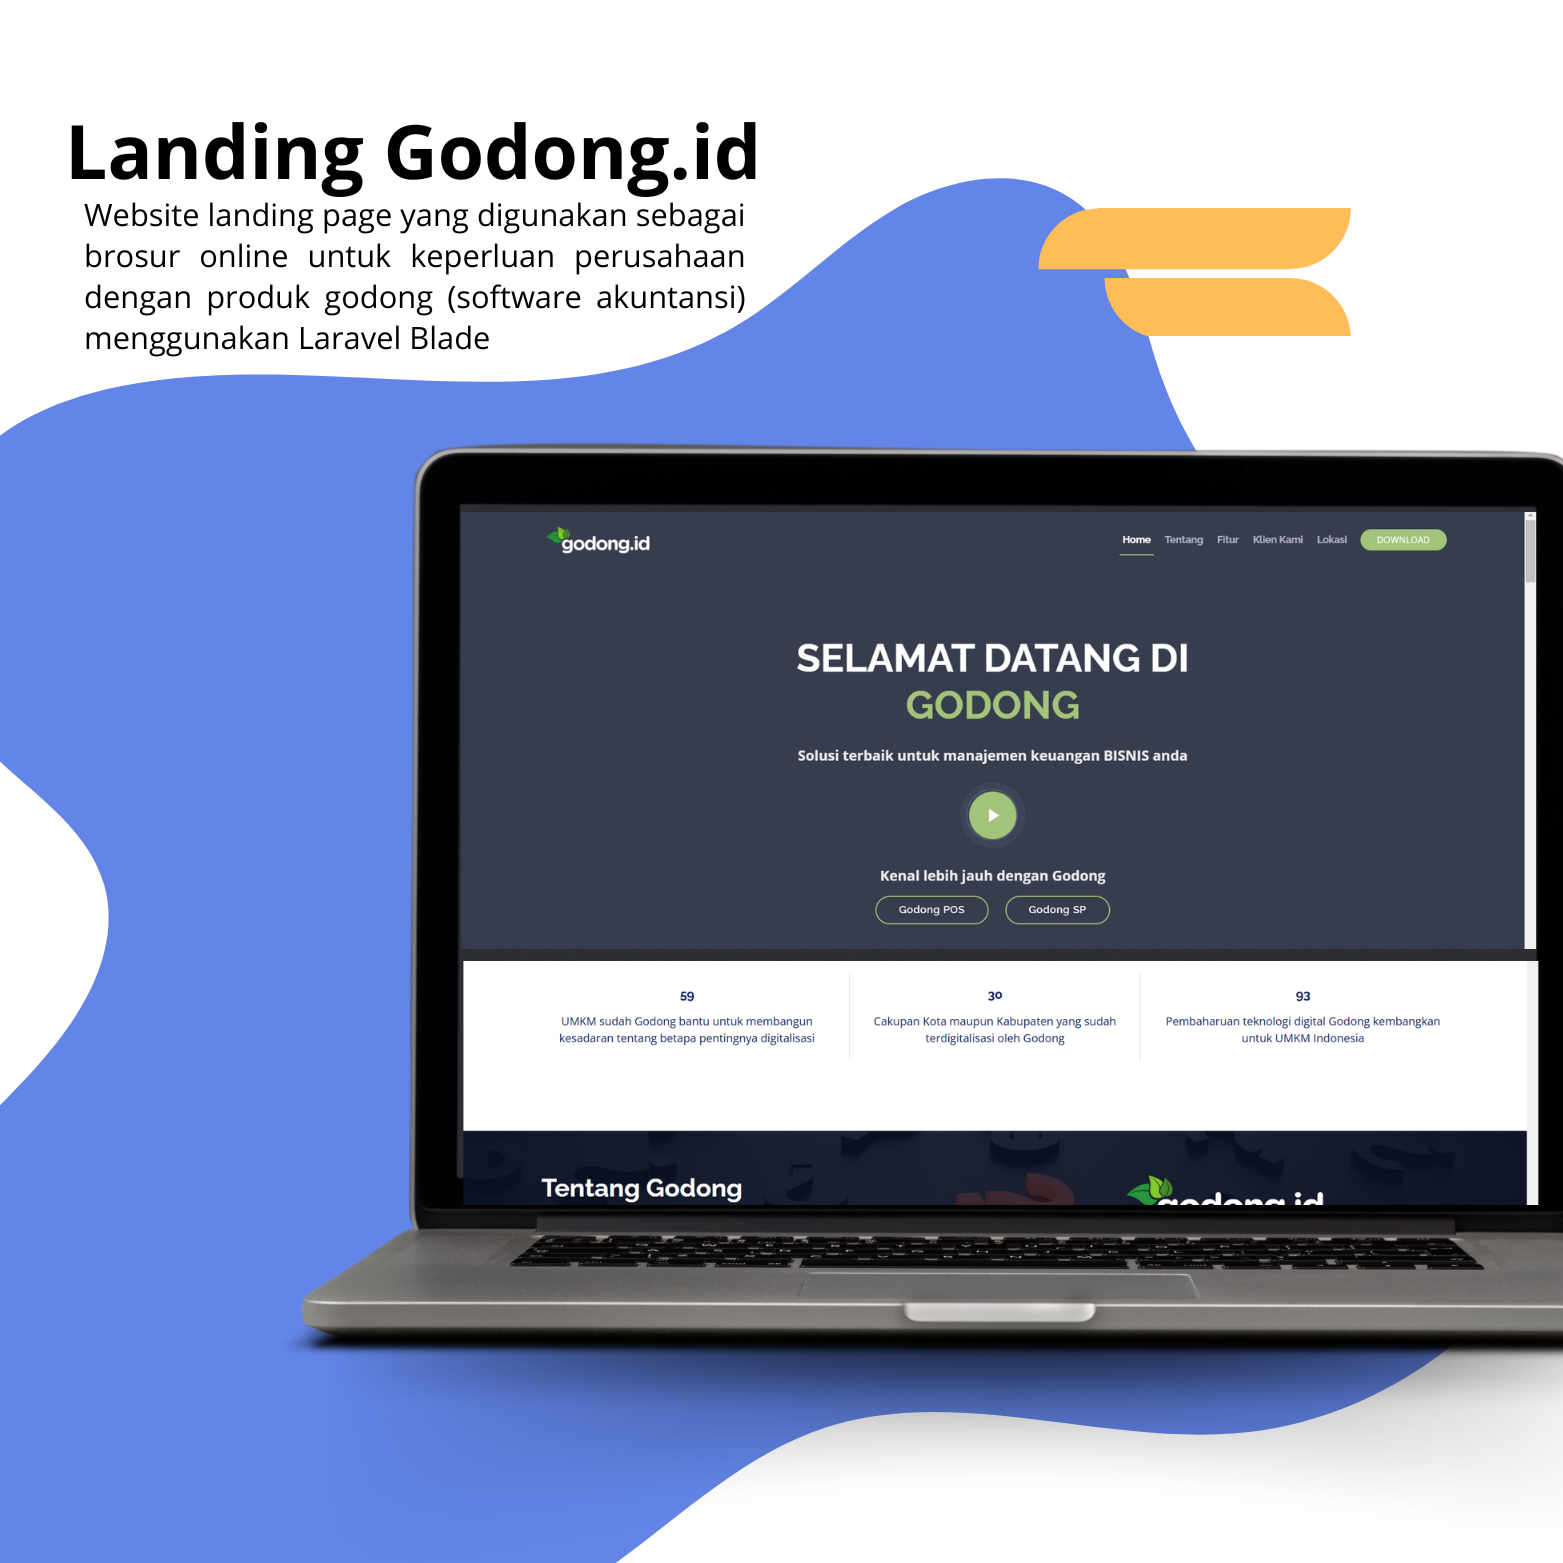 Landing Godong.id
Website landing page yang digunakan sebagai
brosur online untuk keperluan perusahaan
dengan produk godong (software akuntansi)
menggunakan Laravel Blade
godong.id
Home Tentang Fitur Klien Kami Lokasi DOWNLOAD
SELAMAT DATANG DI
GODONG
Solusi terbaik untuk manajemen keuangan BISNIS anda
Kenal lebih jauh dengan Godong
Godong POS Godong SP
59
UMKM sudah Godong bantu untuk membangun
kesadaran tentang betapa pentingnya digitalisasi
30
Cakupan Kota maupun Kabupaten yang sudah
terdigitalisasi oleh Godong
93
Pembaharuan teknologi digital Godong kembangkan
untuk UMKM Indonesia
Tentang Godong
godong.id